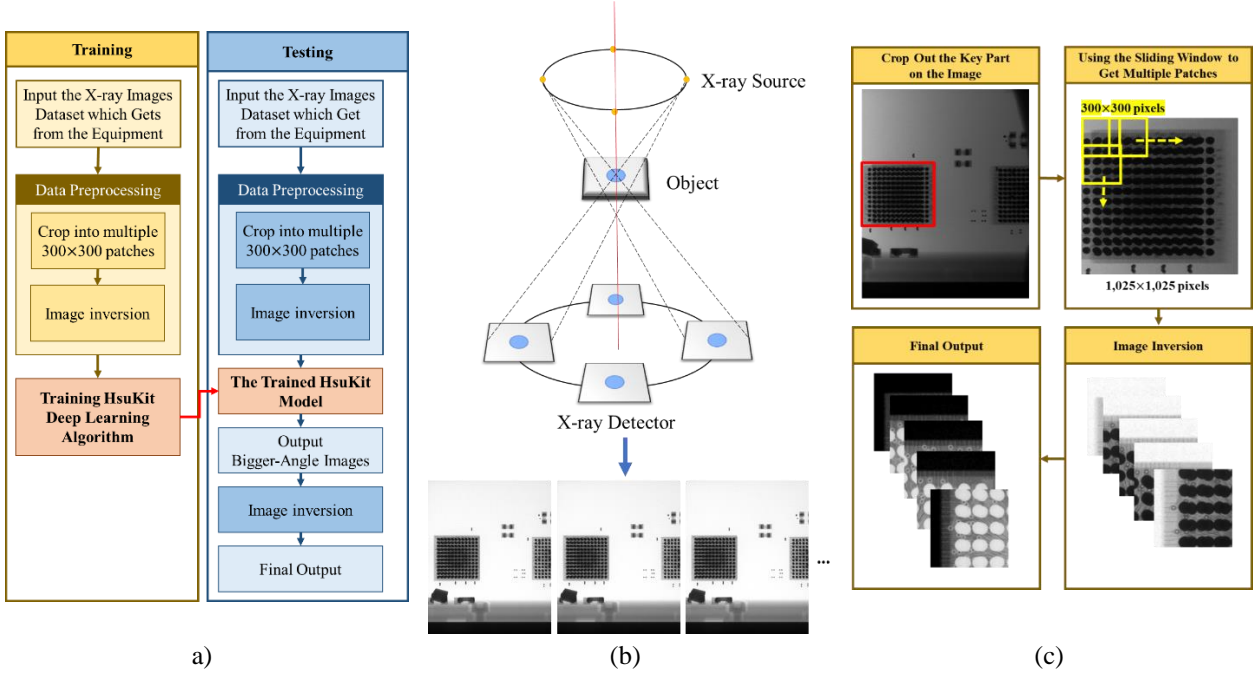 Training
Input the X-ray Images
Dataset which Gets
from the Equipment
Data Preprocessing
Crop into multiple
300×300 patches
Image inversion
Training HsuKit
Deep Learning
Algorithm
Testing
Input the X-ray Images
Dataset which Get
from the Equipment
Data Preprocessing
Crop into multiple
300×300 patches
Image inversion
The Trained HsuKit
Model
Output
Bigger-Angle Images
Image inversion
Final Output
a)
X-ray Source
Object
X-ray Detector
...
(b)
Crop Out the Key Part
on the Image
Using the Sliding Window to
Get Multiple Patches
300×300 pixels
1,025×1,025 pixels
Final Output
Image Inversion
(c)